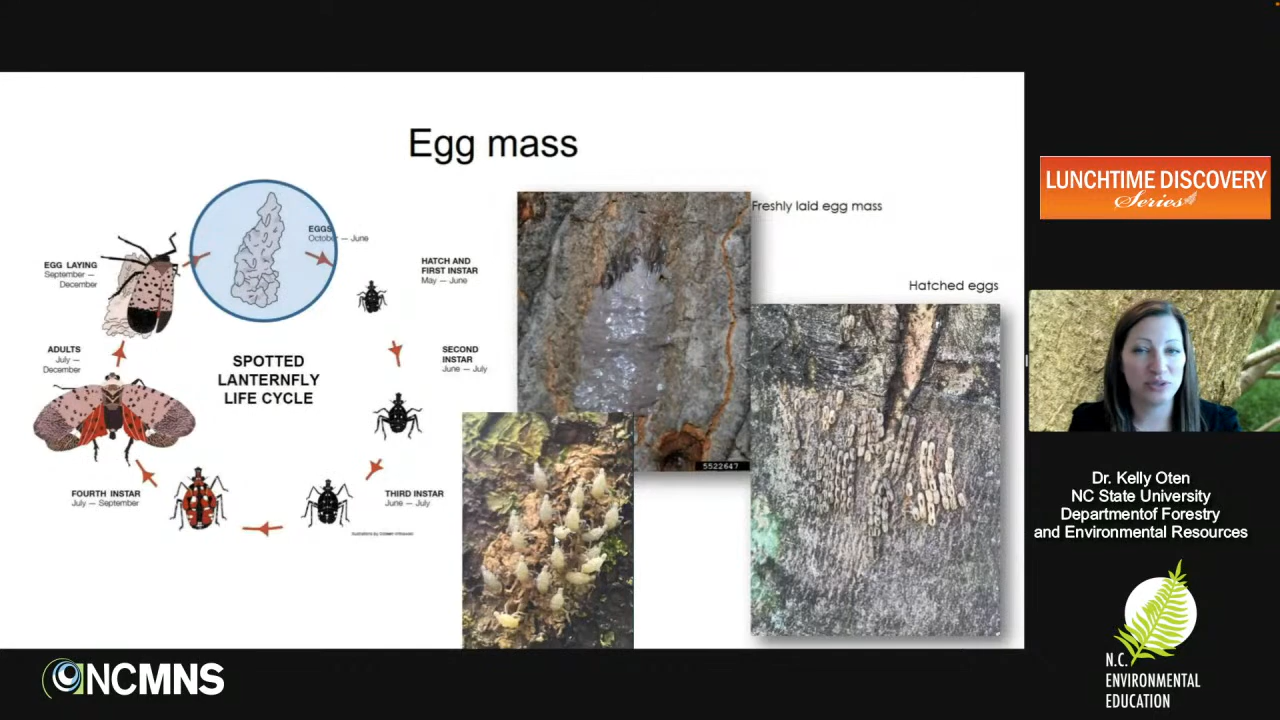 Egg mass
EGGS
October — June
HATCH AND
FIRST INSTAR
May — June
SECOND
INSTAR
June — July
THIRD INSTAR
June — July
FOURTH INSTAR
July — September
ADULTS
July —
December
EGG LAYING
September —
December
SPOTTED
LANTERNFLY
LIFE CYCLE
Freshly laid egg mass
5522647
Hatched eggs
LUNCHTIME DISCOVERY
Series
Dr. Kelly Oten
NC State University
Departmentof Forestry
and Environmental Resources
NCMNS
N.C.
ENVIRONMENTAL
EDUCATION